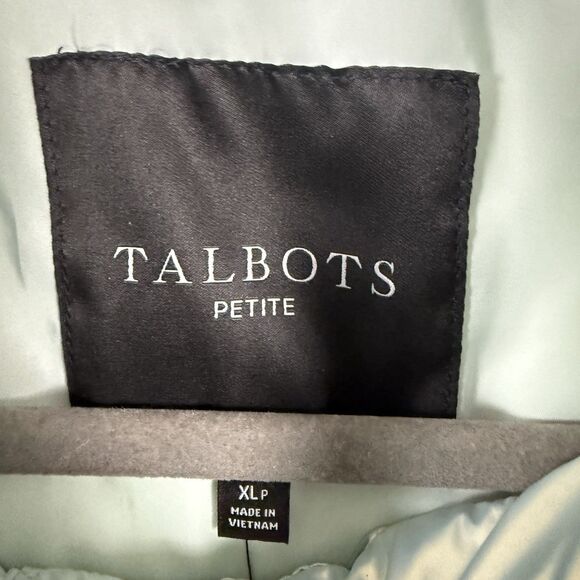 TALBOTS
PETITE
XL P
MADE IN
VIETNAM